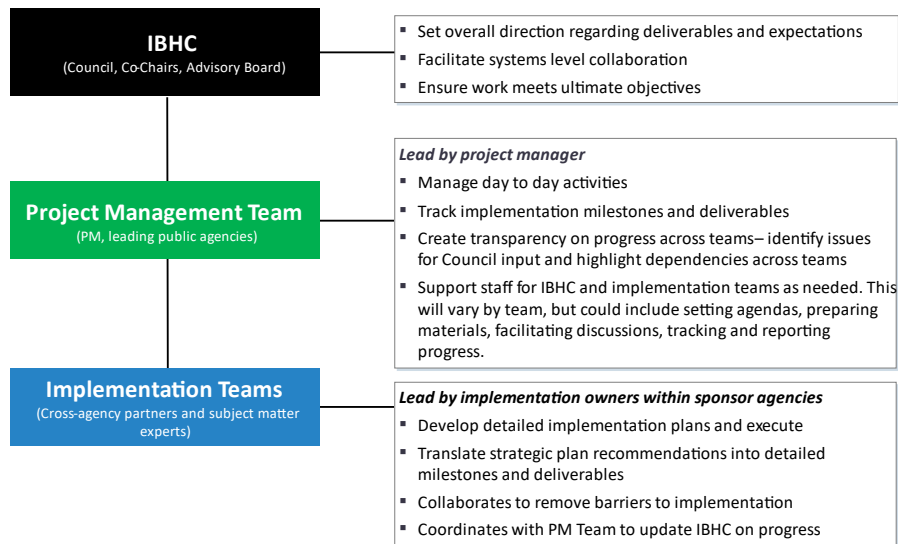 IBHC
(Council, Co-Chairs, Advisory Board)
▪ Set overall direction regarding deliverables and expectations
▪ Facilitate systems level collaboration
▪ Ensure work meets ultimate objectives
Project Management Team
(PM, leading public agencies)
Lead by project manager
▪ Manage day to day activities
▪ Track implementation milestones and deliverables
▪ Create transparency on progress across teams– identify issues
for Council input and highlight dependencies across teams
▪ Support staff for IBHC and implementation teams as needed. This
will vary by team, but could include setting agendas, preparing
materials, facilitating discussions, tracking and reporting
progress.
Implementation Teams
(Cross-agency partners and subject matter
experts)
Lead by implementation owners within sponsor agencies
▪ Develop detailed implementation plans and execute
▪ Translate strategic plan recommendations into detailed
milestones and deliverables
▪ Collaborates to remove barriers to implementation
▪ Coordinates with PM Team to update IBHC on progress